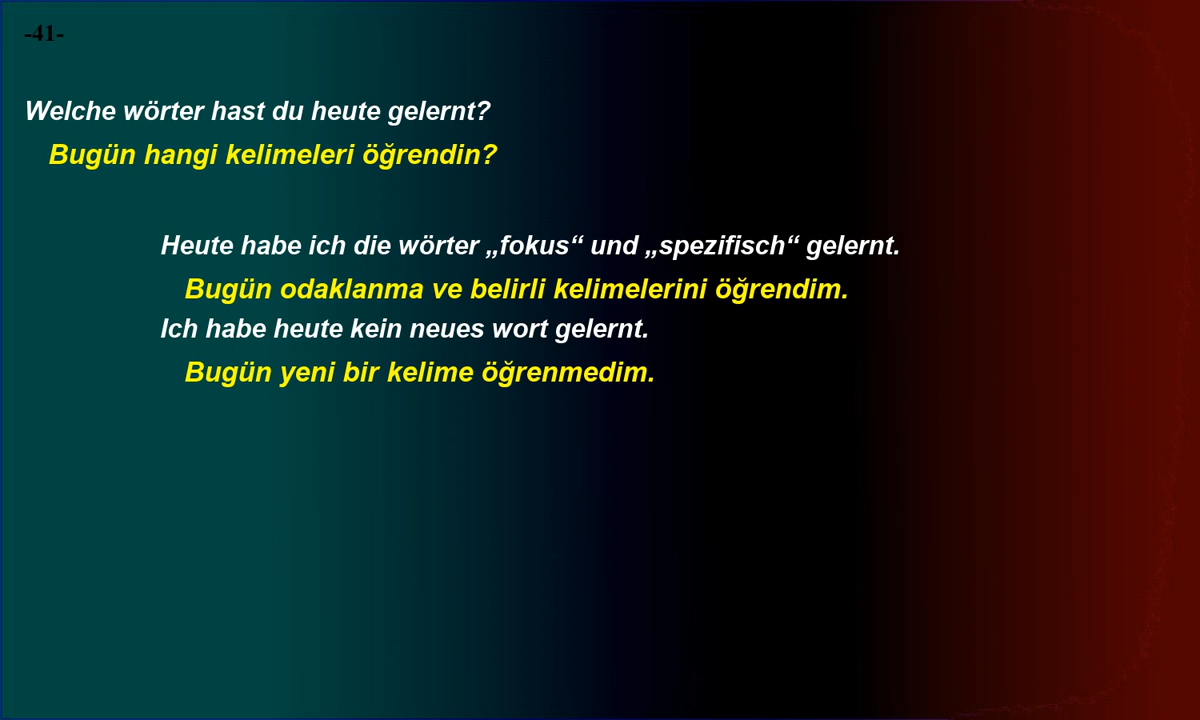 -41-
Welche wörter hast du heute gelernt?
Bugün hangi kelimeleri öğrendin?
Heute habe ich die wörter „fokus“ und „spezifisch“ gelernt.
Bugün odaklanma ve belirli kelimelerini öğrendim.
Ich habe heute kein neues wort gelernt.
Bugün yeni bir kelime öğrenmedim.